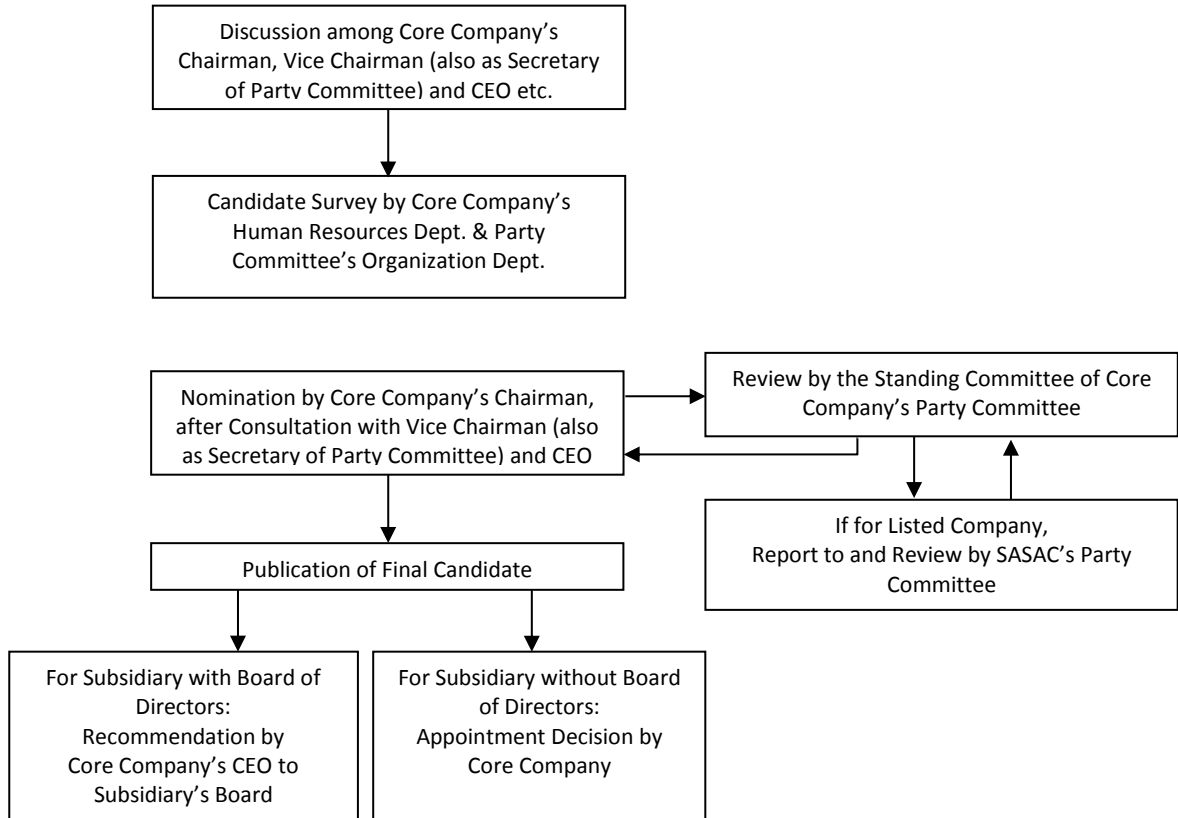 Discussion among Core Company’s
Chairman, Vice Chairman (also as Secretary
of Party Committee) and CEO etc.
Candidate Survey by Core Company’s
Human Resources Dept. & Party
Committee’s Organization Dept.
Nomination by Core Company’s Chairman,
after Consultation with Vice Chairman (also
as Secretary of Party Committee) and CEO
Review by the Standing Committee of Core
Company’s Party Committee
If for Listed Company,
Report to and Review by SASAC’s Party
Committee
Publication of Final Candidate
For Subsidiary with Board of
Directors:
Recommendation by
Core Company’s CEO to
Subsidiary’s Board
For Subsidiary without Board
of Directors:
Appointment Decision by
Core Company